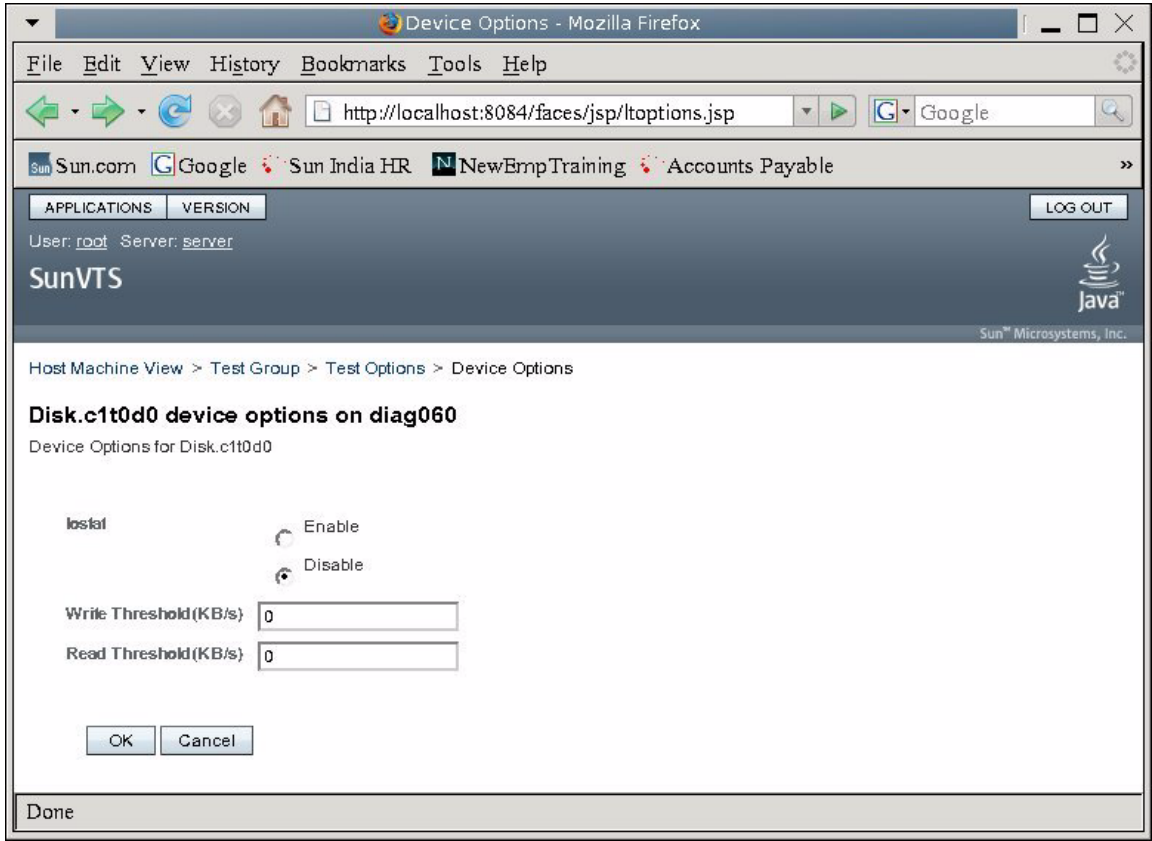 Device Options - Mozilla Firefox
File Edit View History Bookmarks Tools Help
http://localhost:8084/faces/jsp/ltoptions.jsp G Google
Sun Sun.com G Google Sun India HR N NewEmpTraining Accounts Payable »
APPLICATIONS VERSION LOG OUT
User: root Server: server
SunVTS
Java™
Sun™ Microsystems, Inc.
Host Machine View > Test Group > Test Options > Device Options
Disk.c1t0d0 device options on diag060
Device Options for Disk.c1t0d0
Iostat
Enable
Disable
Write Threshold(KB/s) 0
Read Threshold(KB/s) 0
OK Cancel
Done